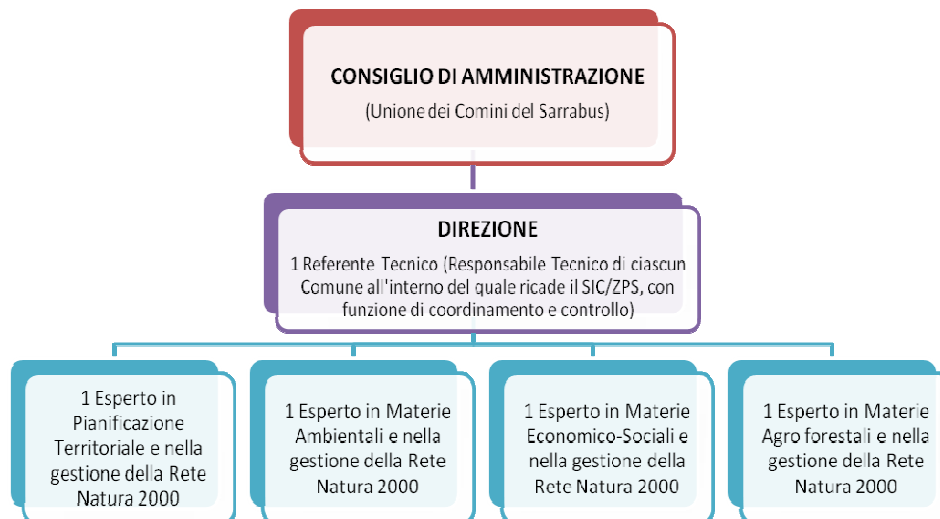 CONSIGLIO DI AMMINISTRAZIONE
(Unione dei Comini del Sarrabus)
DIREZIONE
1 Referente Tecnico (Responsabile Tecnico di ciascun
Comune all'interno del quale ricade il SIC/ZPS, con
funzione di coordinamento e controllo)
1 Esperto in
Pianificazione
Territoriale e nella
gestione della Rete
Natura 2000
1 Esperto in Materie
Ambientali e nella
gestione della Rete
Natura 2000
1 Esperto in Materie
Economico-Sociali e
nella gestione della
Rete Natura 2000
1 Esperto in Materie
Agro forestali e nella
gestione della Rete
Natura 2000